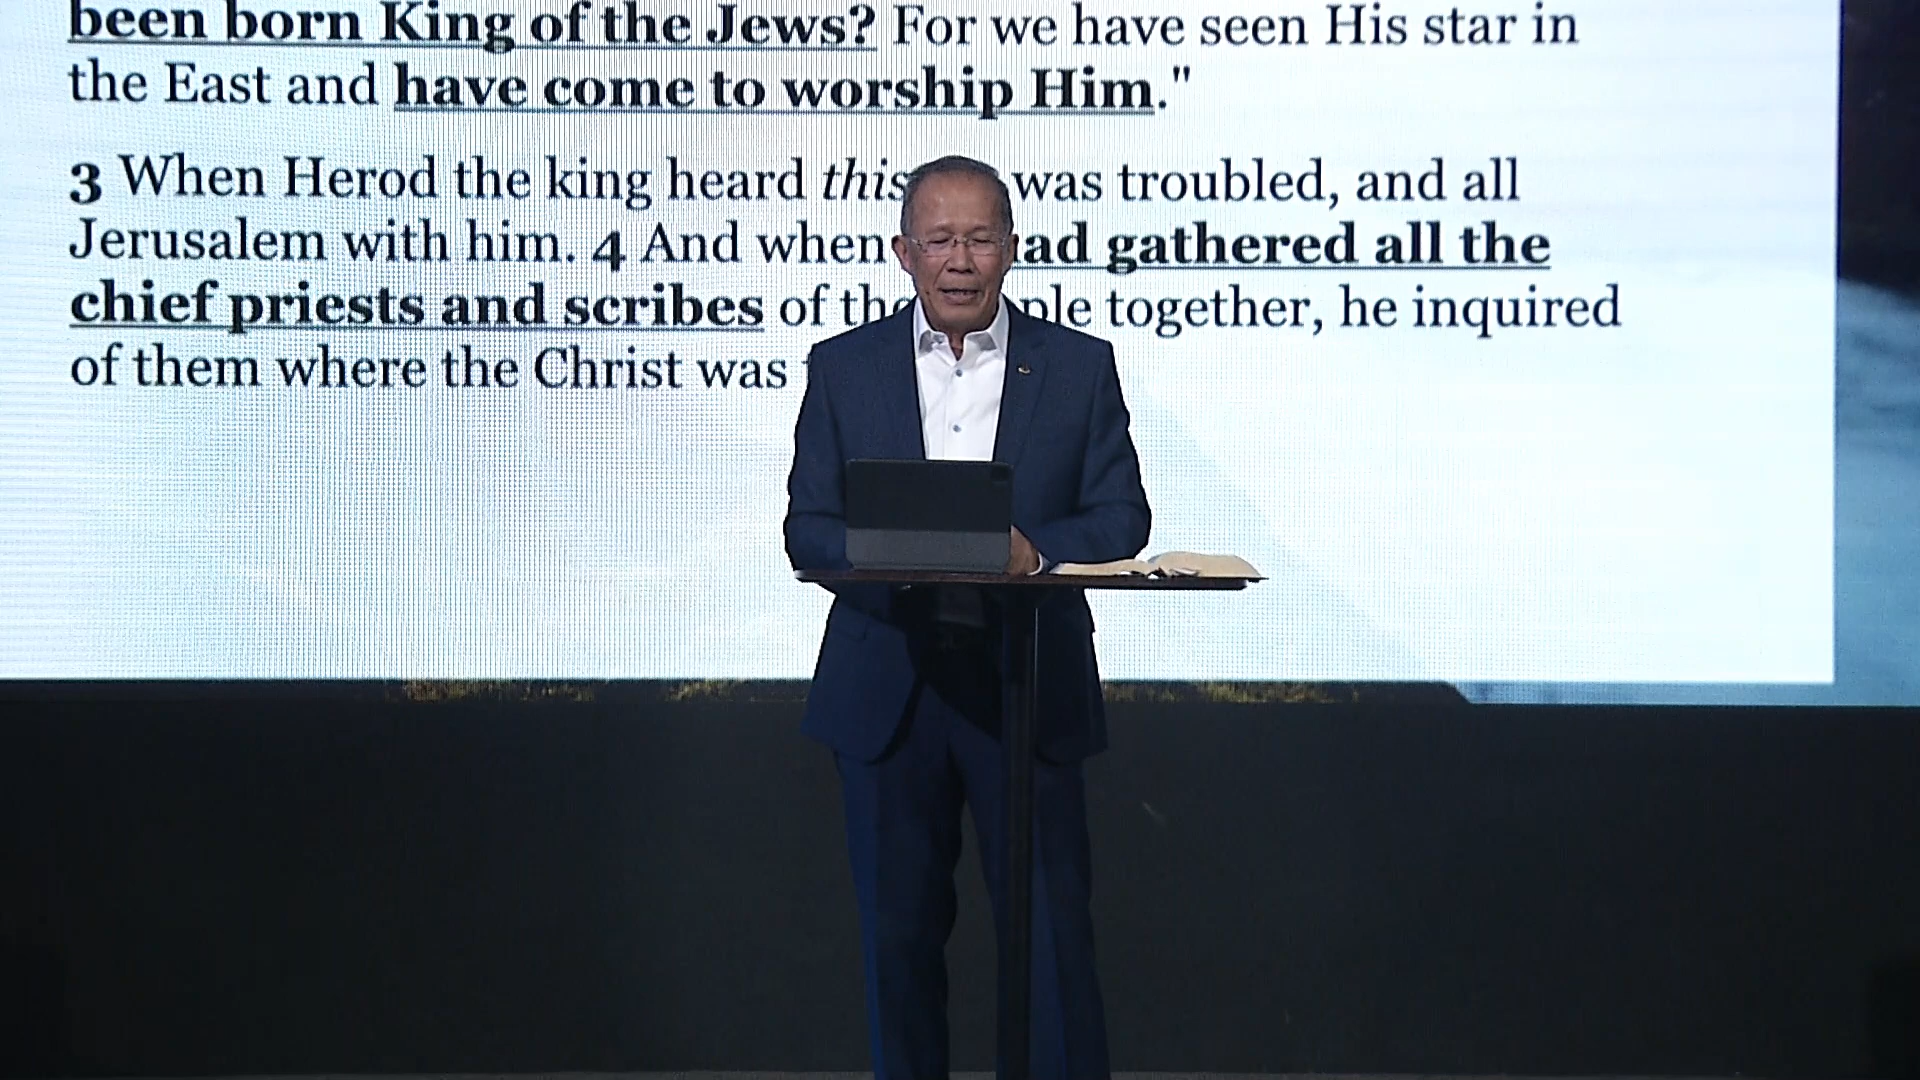 been born King of the Jews? For we have seen His star in
the East and have come to worship Him."
3 When Herod the king heard this was troubled, and all
Jerusalem with him. 4 And when ad gathered all the
chief priests and scribes of the ple together, he inquired
of them where the Christ was